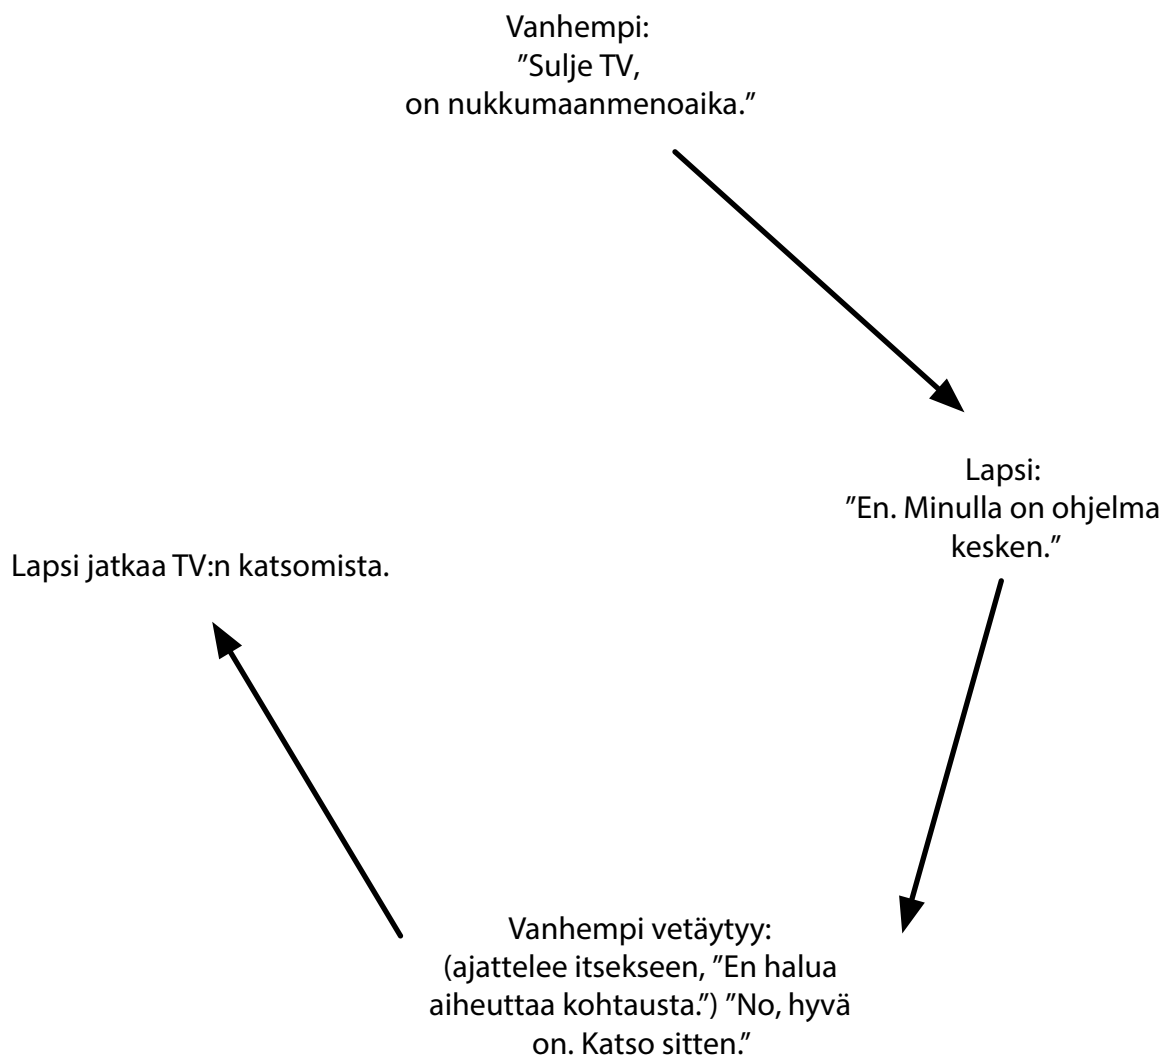 Vanhempi:
”Sulje TV,
on nukkumaanmenoaika.”
Lapsi:
”En. Minulla on ohjelma
kesken.”
Vanhempi vetäytyy:
(ajattelee itsekseen, ”En halua
aiheuttaa kohtausta.”) ”No, hyvä
on. Katso sitten.”
Lapsi jatkaa TV:n katsomista.